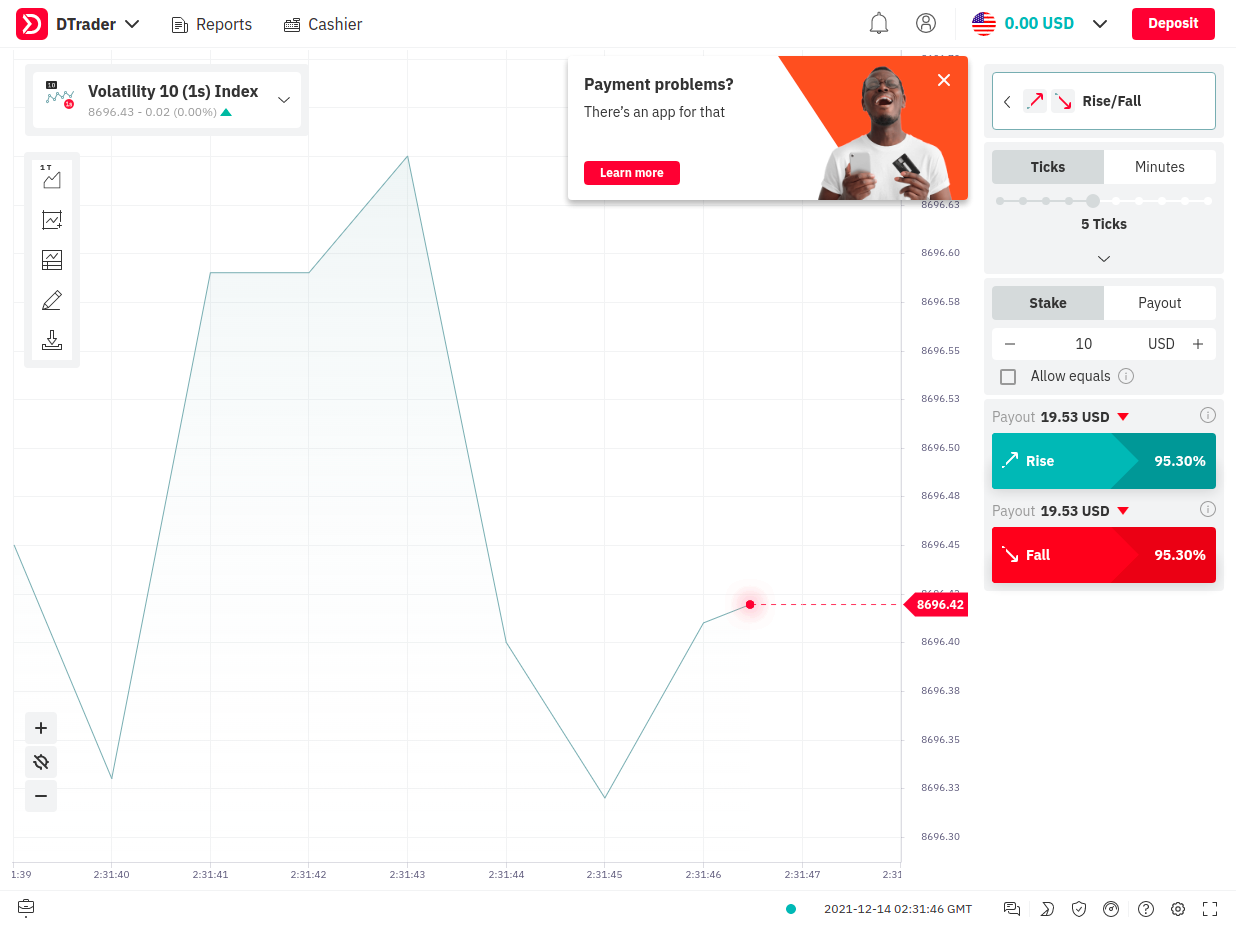 DTrader
Reports
Cashier
0.00 USD
Deposit
10
1s
Volatility 10 (1s) Index
8696.43 - 0.02 (0.00%)
1T
Payment problems?
There's an app for that
Learn more
Rise/Fall
Ticks
Minutes
5 Ticks
Stake
Payout
10
USD
Allow equals
Payout 19.53 USD
Rise
95.30%
Payout 19.53 USD
Fall
95.30%
8696.63
8696.60
8696.58
8696.55
8696.53
8696.50
8696.48
8696.45
8696.42
8696.40
8696.38
8696.35
8696.33
8696.30
1:39
2:31:40
2:31:41
2:31:42
2:31:43
2:31:44
2:31:45
2:31:46
2:31:47
2:31
2021-12-14 02:31:46 GMT